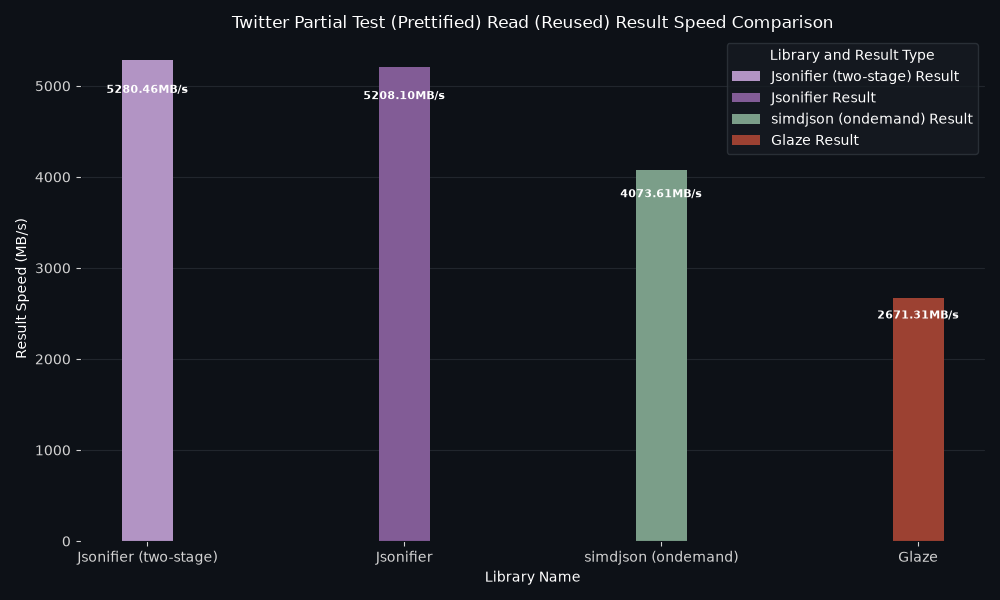 Twitter Partial Test (Prettified) Read (Reused) Result Speed Comparison
Library and Result Type
Jsonifier (two-stage) Result
Jsonifier Result
simdjson (ondemand) Result
Glaze Result
5280.46MB/s
5208.10MB/s
4073.61MB/s
2671.31MB/s
Result Speed (MB/s)
5000
4000
3000
2000
1000
0
Jsonifier (two-stage)
Jsonifier
simdjson (ondemand)
Glaze
Library Name